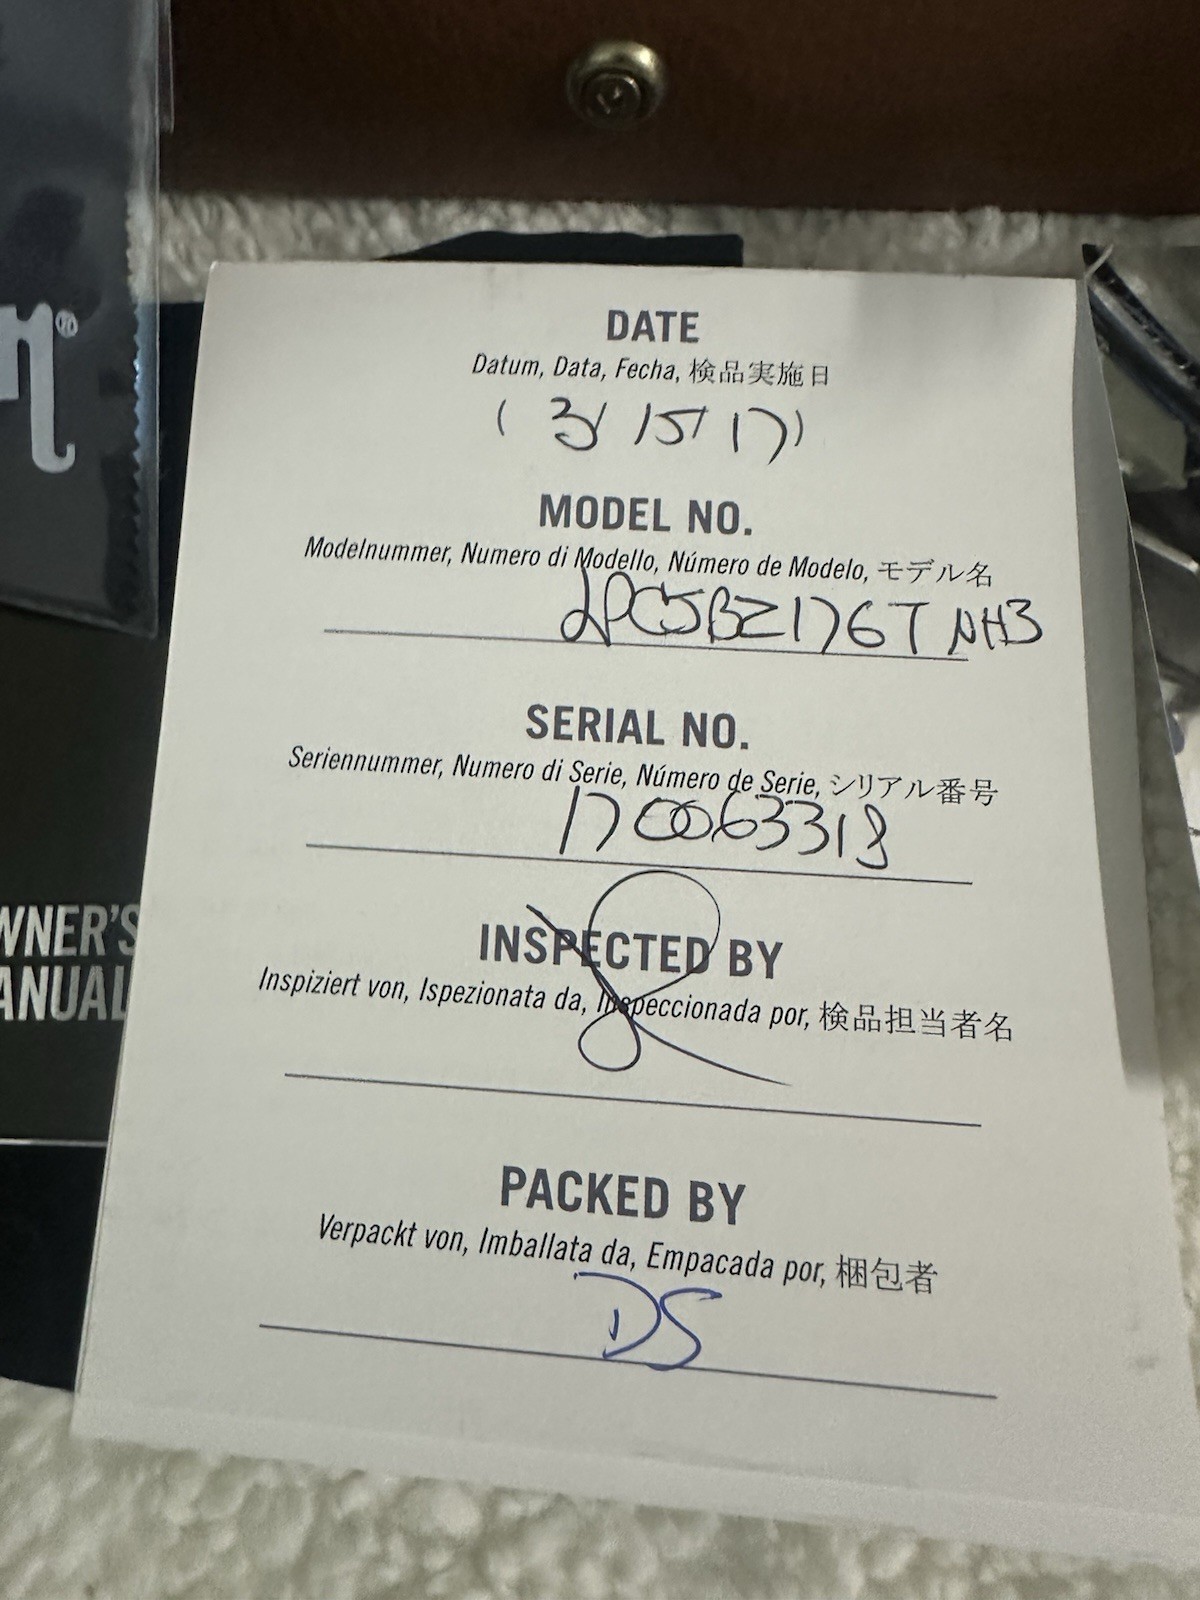 DATE
Datum, Data, Fecha, 検品実施日
( 3/ 15/ 17)
MODEL NO.
Modelnummer, Numero di Modello, Número de Modelo, モデル名
LPC5BZ176T NH3
SERIAL NO.
Seriennummer, Numero di Serie, Número de Serie, シリアル番号
170063318
INSPECTED BY
Inspiziert von, Ispezionata da, Inspeccionada por, 検品担当者名
PACKED BY
Verpackt von, Imballata da, Empacada por, 梱包者
DS
WNER'S
ANUAL